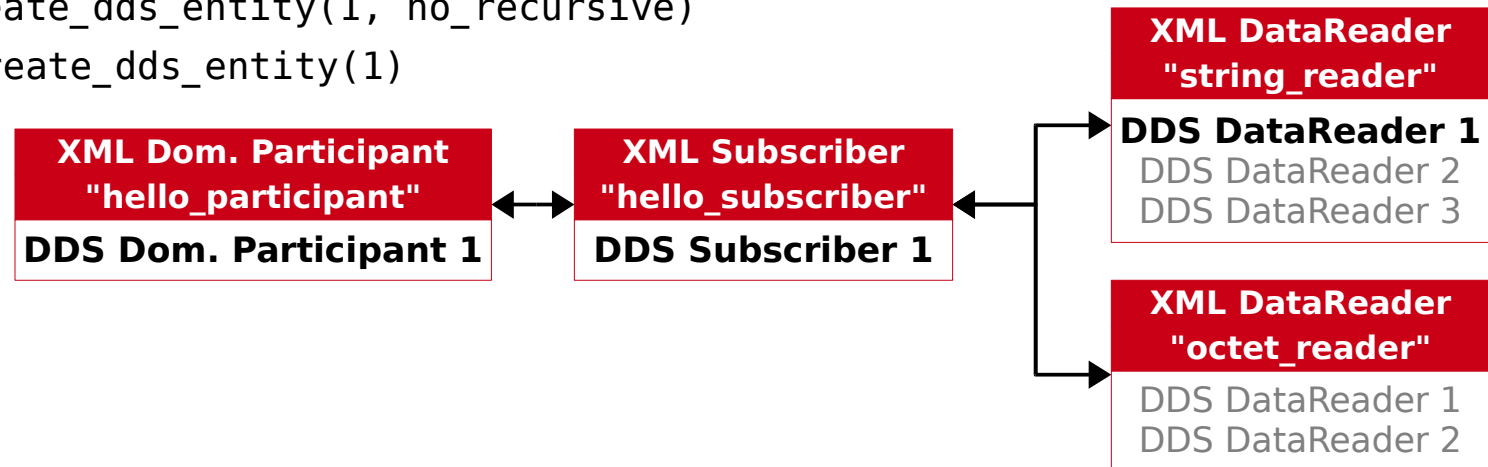 eate_dds_entity(1, no_recursive)
reate_dds_entity(1)
XML Dom. Participant
"hello_participant"
DDS Dom. Participant 1
XML Subscriber
"hello_subscriber"
DDS Subscriber 1
XML DataReader
"string_reader"
DDS DataReader 1
DDS DataReader 2
DDS DataReader 3
XML DataReader
"octet_reader"
DDS DataReader 1
DDS DataReader 2